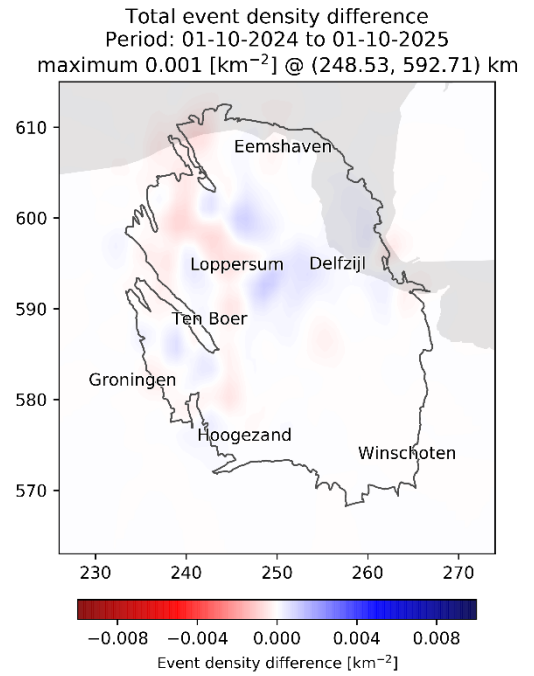 Total event density difference
Period: 01-10-2024 to 01-10-2025
maximum 0.001 [km⁻²] @ (248.53, 592.71) km
610
Eemshaven
600
Loppersum Delfzijl
590
Ten Boer
Groningen
580
Hoogezand
Winschoten
570
230 240 250 260 270
−0.008 −0.004 0.000 0.004 0.008
Event density difference [km⁻²]